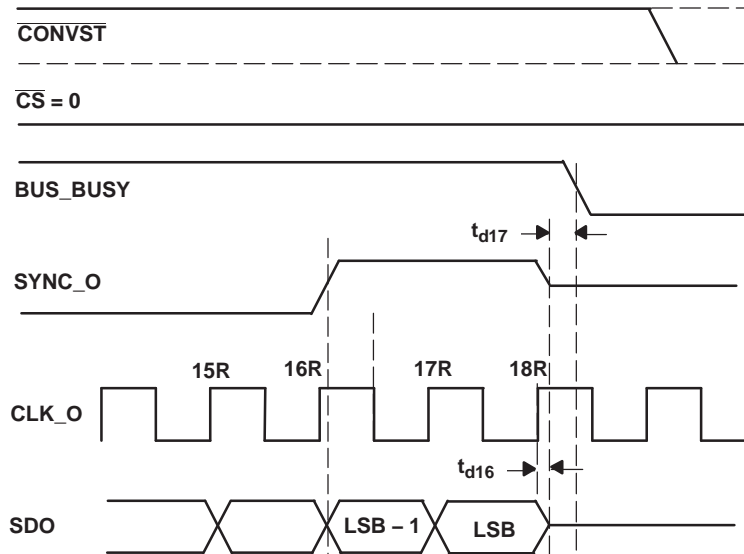 CONVST
CS = 0
BUS_BUSY
td17
SYNC_O
15R 16R 17R 18R
CLK_O
td16
SDO LSB – 1 LSB